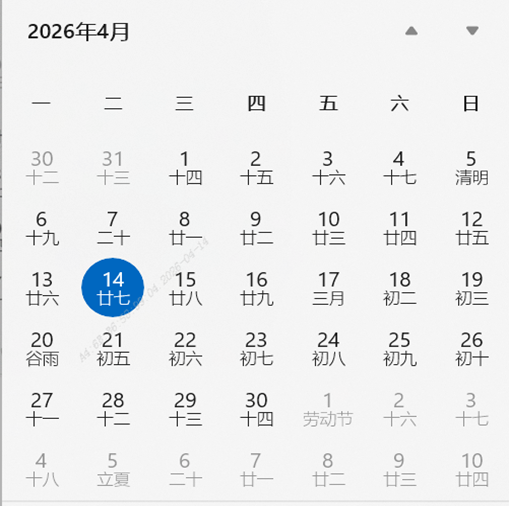 2026年4月
一 二 三 四 五 六 日
30 31 1 2 3 4 5
十二 十三 十四 十五 十六 十七 清明
6 7 8 9 10 11 12
十九 二十 廿一 廿二 廿三 廿四 廿五
13 14 15 16 17 18 19
廿六 廿七 廿八 廿九 三月 初二 初三
20 21 22 23 24 25 26
谷雨 初五 初六 初七 初八 初九 初十
27 28 29 30 1 2 3
十一 十二 十三 十四 劳动节 十六 十七
4 5 6 7 8 9 10
十八 立夏 二十 廿一 廿二 廿三 廿四
2026-04-14